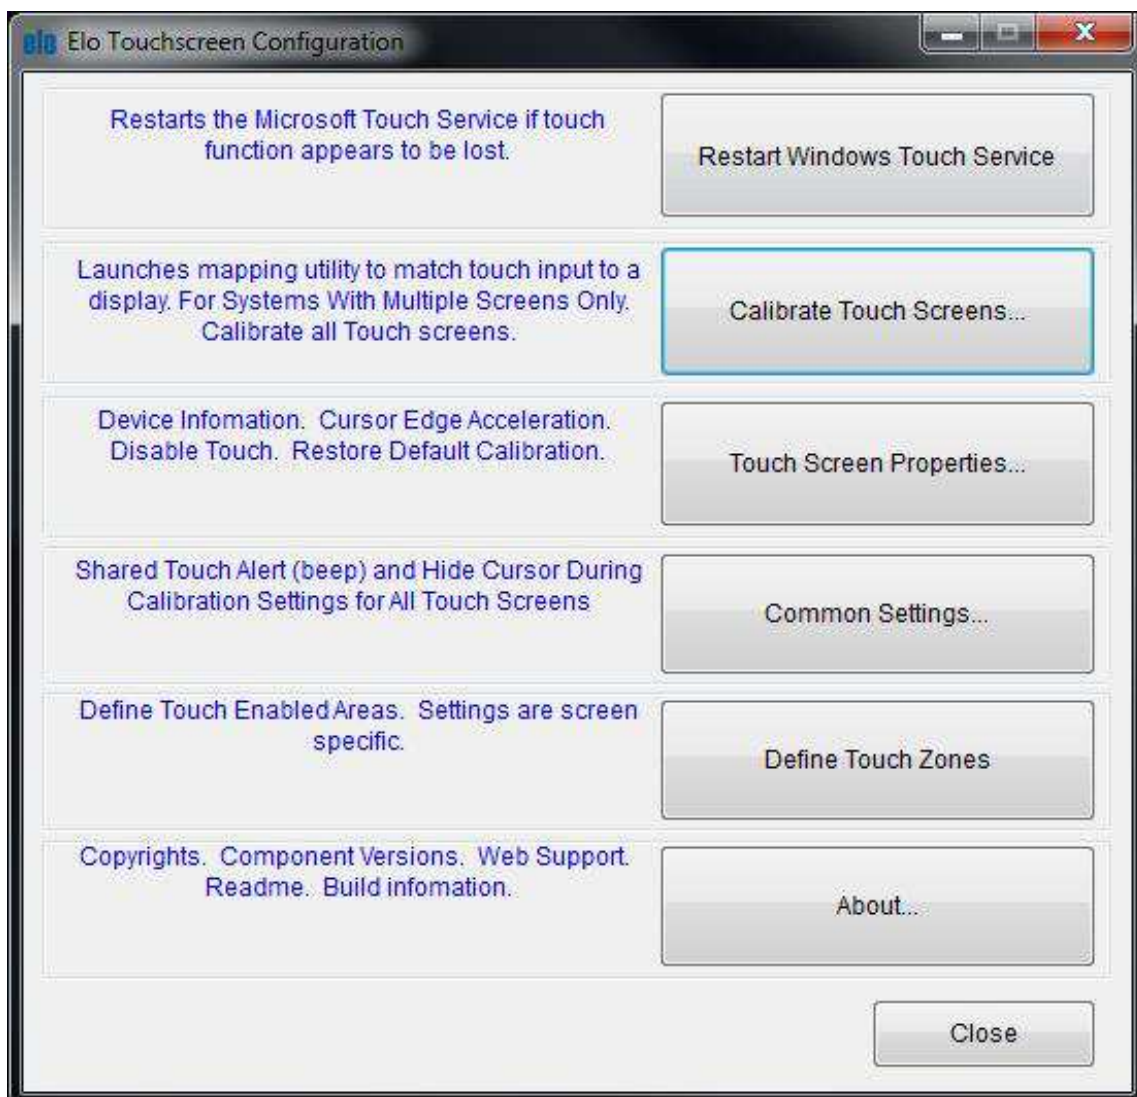 elo Elo Touchscreen Configuration
Restarts the Microsoft Touch Service if touch
function appears to be lost.
Restart Windows Touch Service
Launches mapping utility to match touch input to a
display. For Systems With Multiple Screens Only.
Calibrate all Touch screens.
Calibrate Touch Screens...
Device Infomation.  Cursor Edge Acceleration.
Disable Touch.  Restore Default Calibration.
Touch Screen Properties...
Shared Touch Alert (beep) and Hide Cursor During
Calibration Settings for All Touch Screens
Common Settings...
Define Touch Enabled Areas.  Settings are screen
specific.
Define Touch Zones
Copyrights.  Component Versions.  Web Support.
Readme.  Build infomation.
About...
Close